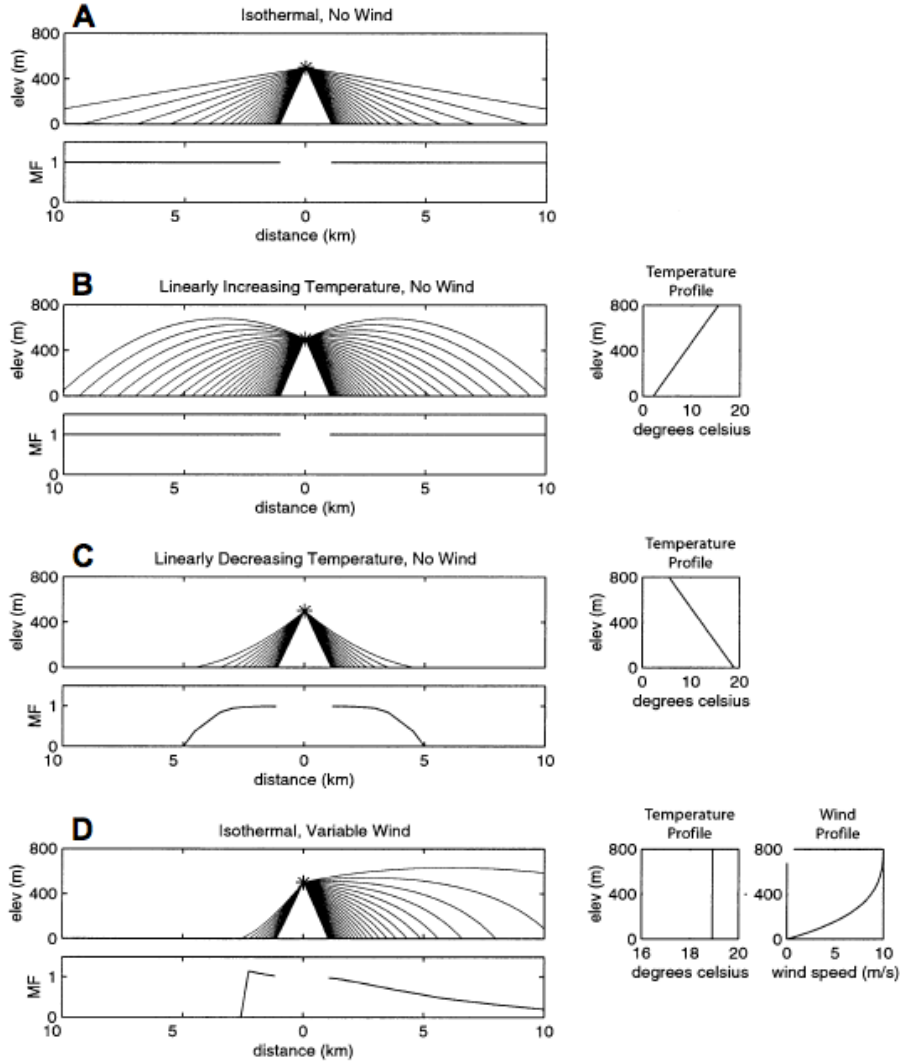 A
Isothermal, No Wind
800
400
0
elev (m)
1
0
MF
10 5 0 5 10
distance (km)
B
Linearly Increasing Temperature, No Wind
800
400
0
elev (m)
1
0
MF
10 5 0 5 10
distance (km)
Temperature
Profile
800
400
0
elev (m)
0 10 20
degrees celsius
C
Linearly Decreasing Temperature, No Wind
800
400
0
elev (m)
1
0
MF
10 5 0 5 10
distance (km)
Temperature
Profile
800
400
0
elev (m)
0 10 20
degrees celsius
D
Isothermal, Variable Wind
800
400
0
elev (m)
1
0
MF
10 5 0 5 10
distance (km)
Temperature
Profile
800
400
0
elev (m)
16 18 20
degrees celsius
Wind
Profile
800
400
0
0 5 10
wind speed (m/s)